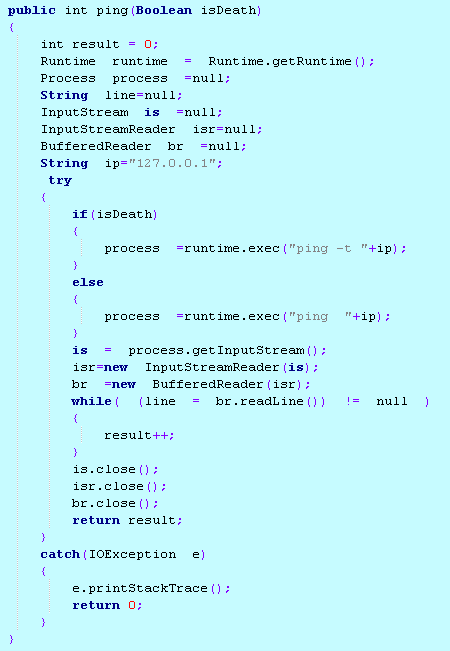 public int ping(Boolean isDeath)
{
    int result = 0;
    Runtime  runtime  =  Runtime.getRuntime();
    Process  process  =null;
    String  line=null;
    InputStream  is  =null;
    InputStreamReader  isr=null;
    BufferedReader  br  =null;
    String  ip="127.0.0.1";
     try
    {
        if(isDeath)
        {
            process  =runtime.exec("ping -t "+ip);
        }
        else
        {
            process  =runtime.exec("ping  "+ip);
        }
        is  =  process.getInputStream();
        isr=new  InputStreamReader(is);
        br  =new  BufferedReader(isr);
        while(  (line  =  br.readLine())  !=  null  )
        {
            result++;
        }
        is.close();
        isr.close();
        br.close();
        return result;
    }
    catch(IOException  e)
    {
        e.printStackTrace();
        return 0;
    }
}